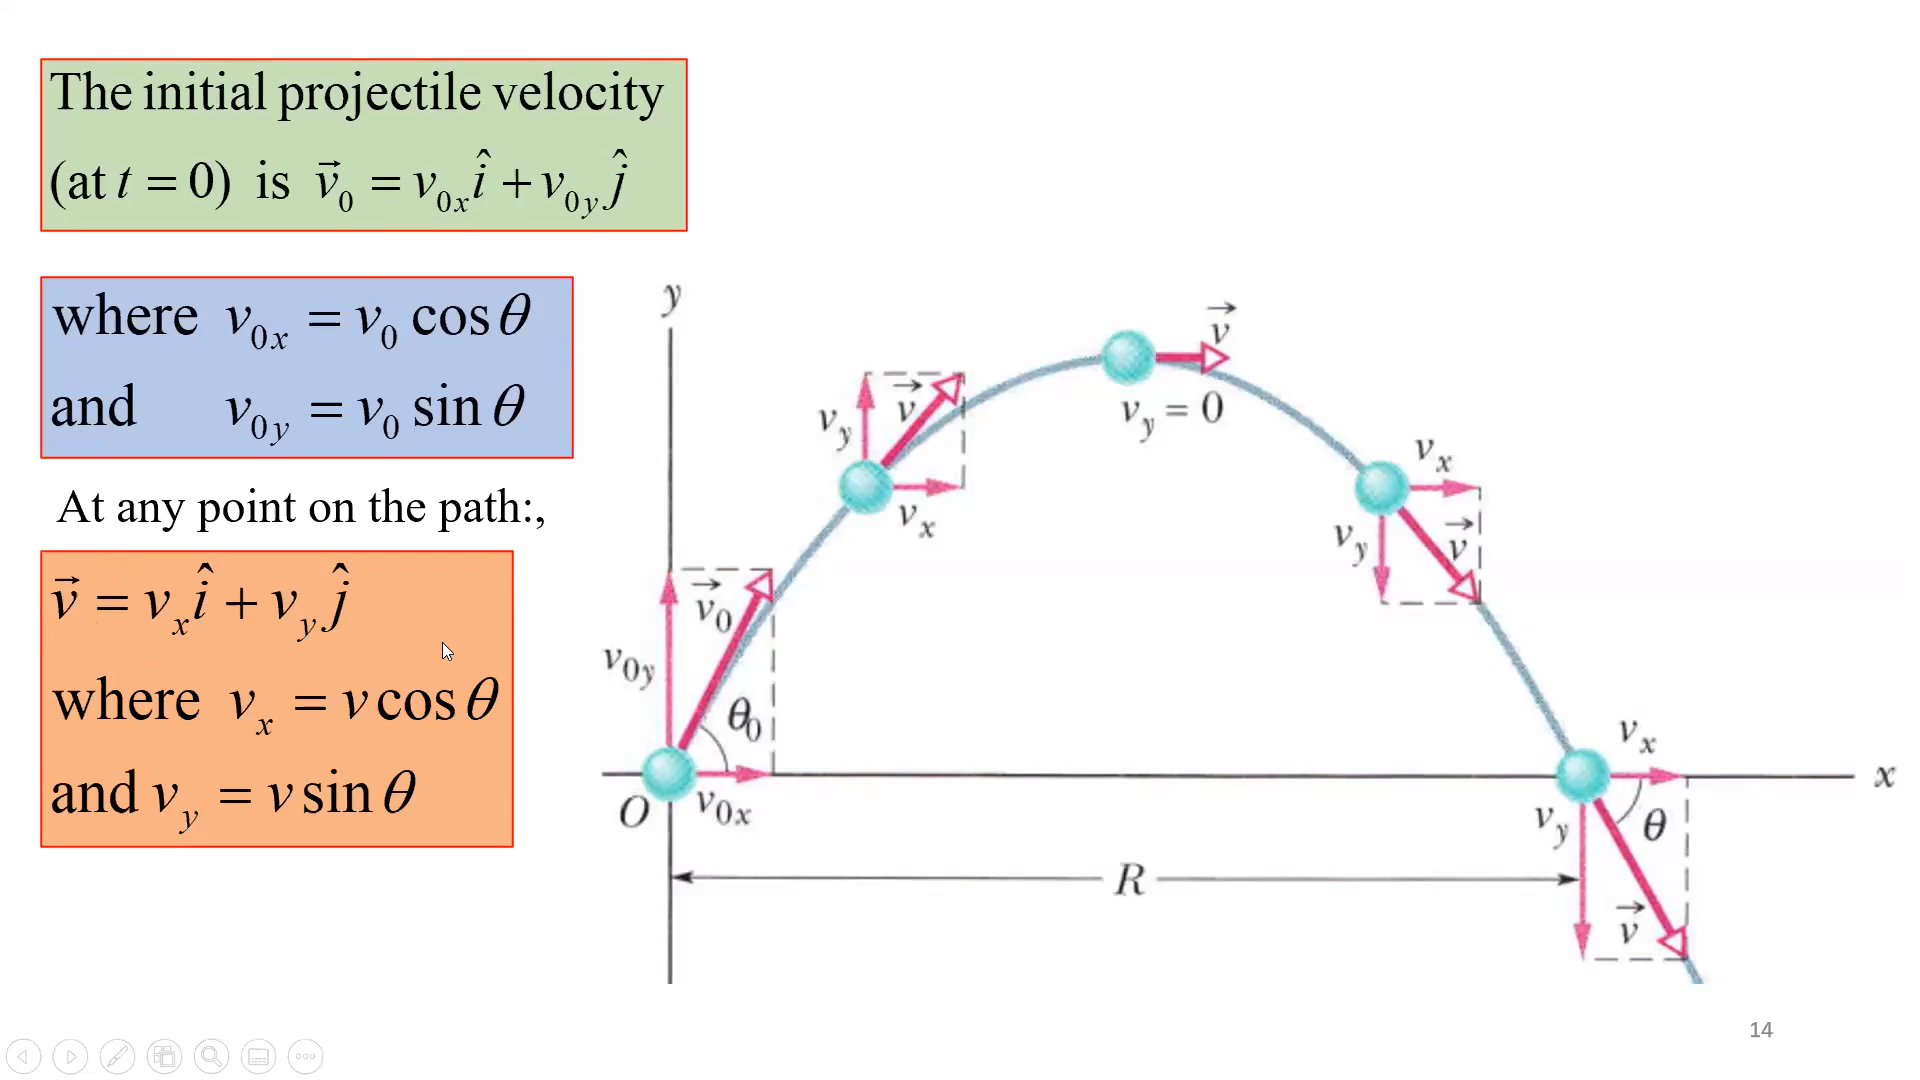 The initial projectile velocity
(at t = 0) is v⃗₀ = v₀ₓî + v₀ᵧĵ
where v₀ₓ = v₀ cos θ
and v₀ᵧ = v₀ sin θ
At any point on the path:,
v⃗ = vₓî + vᵧĵ
where vₓ = v cos θ
and vᵧ = v sin θ
y
v⃗
vᵧ = 0
v⃗
vᵧ
vₓ
vₓ
vᵧ
v⃗
v⃗₀
v₀ᵧ
θ₀
O
v₀ₓ
vₓ
x
vᵧ
θ
R
v⃗
14